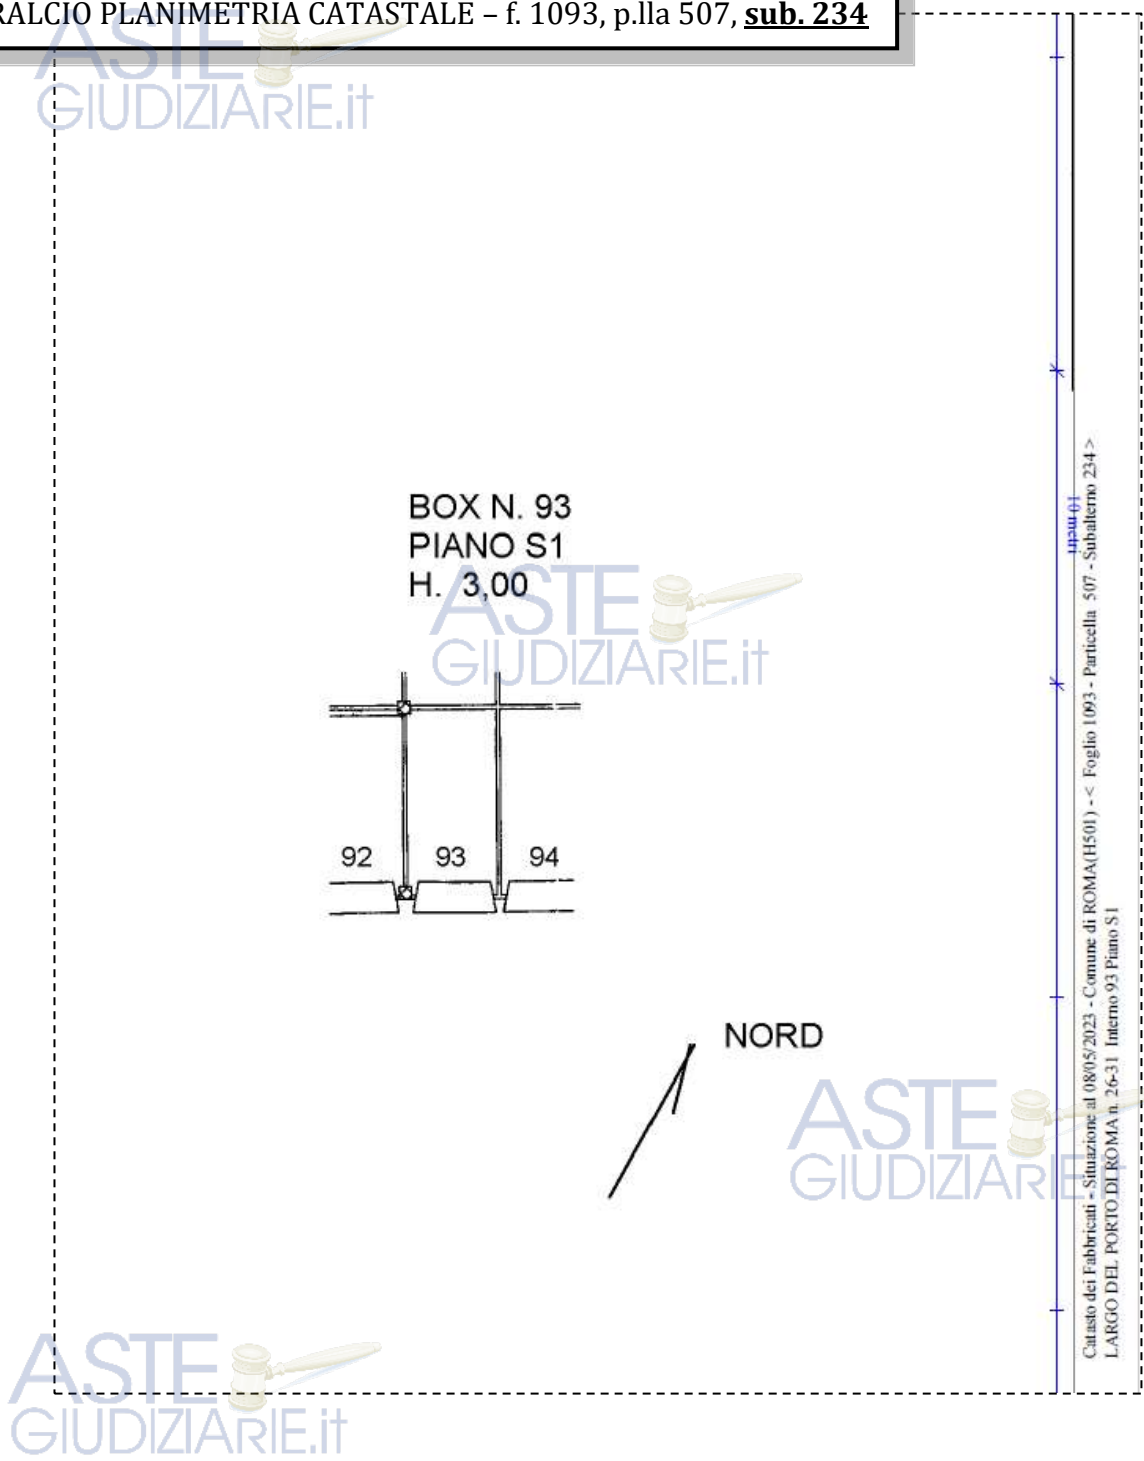 RALCIO PLANIMETRIA CATASTALE – f. 1093, p.lla 507, sub. 234
ASTE
GIUDIZIARIE.it
BOX N. 93
PIANO S1
H. 3,00
ASTE
GIUDIZIARIE.it
92
93
94
NORD
ASTE
GIUDIZIARIE.it
ASTE
GIUDIZIARIE.it
10 metri
Catasto dei Fabbricati - Situazione al 08/05/2023 - Comune di ROMA(H501) - < Foglio 1093 - Particella 507 - Subalterno 234 >
LARGO DEL PORTO DI ROMA n. 26-31 Interno 93 Piano S1